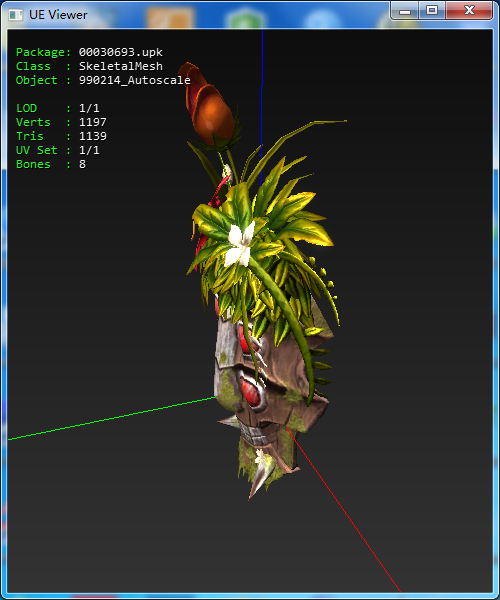 UE Viewer
Package: 00030693.upk
Class : SkeletalMesh
Object : 990214_Autoscale
LOD : 1/1
Verts : 1197
Tris : 1139
UV Set : 1/1
Bones : 8